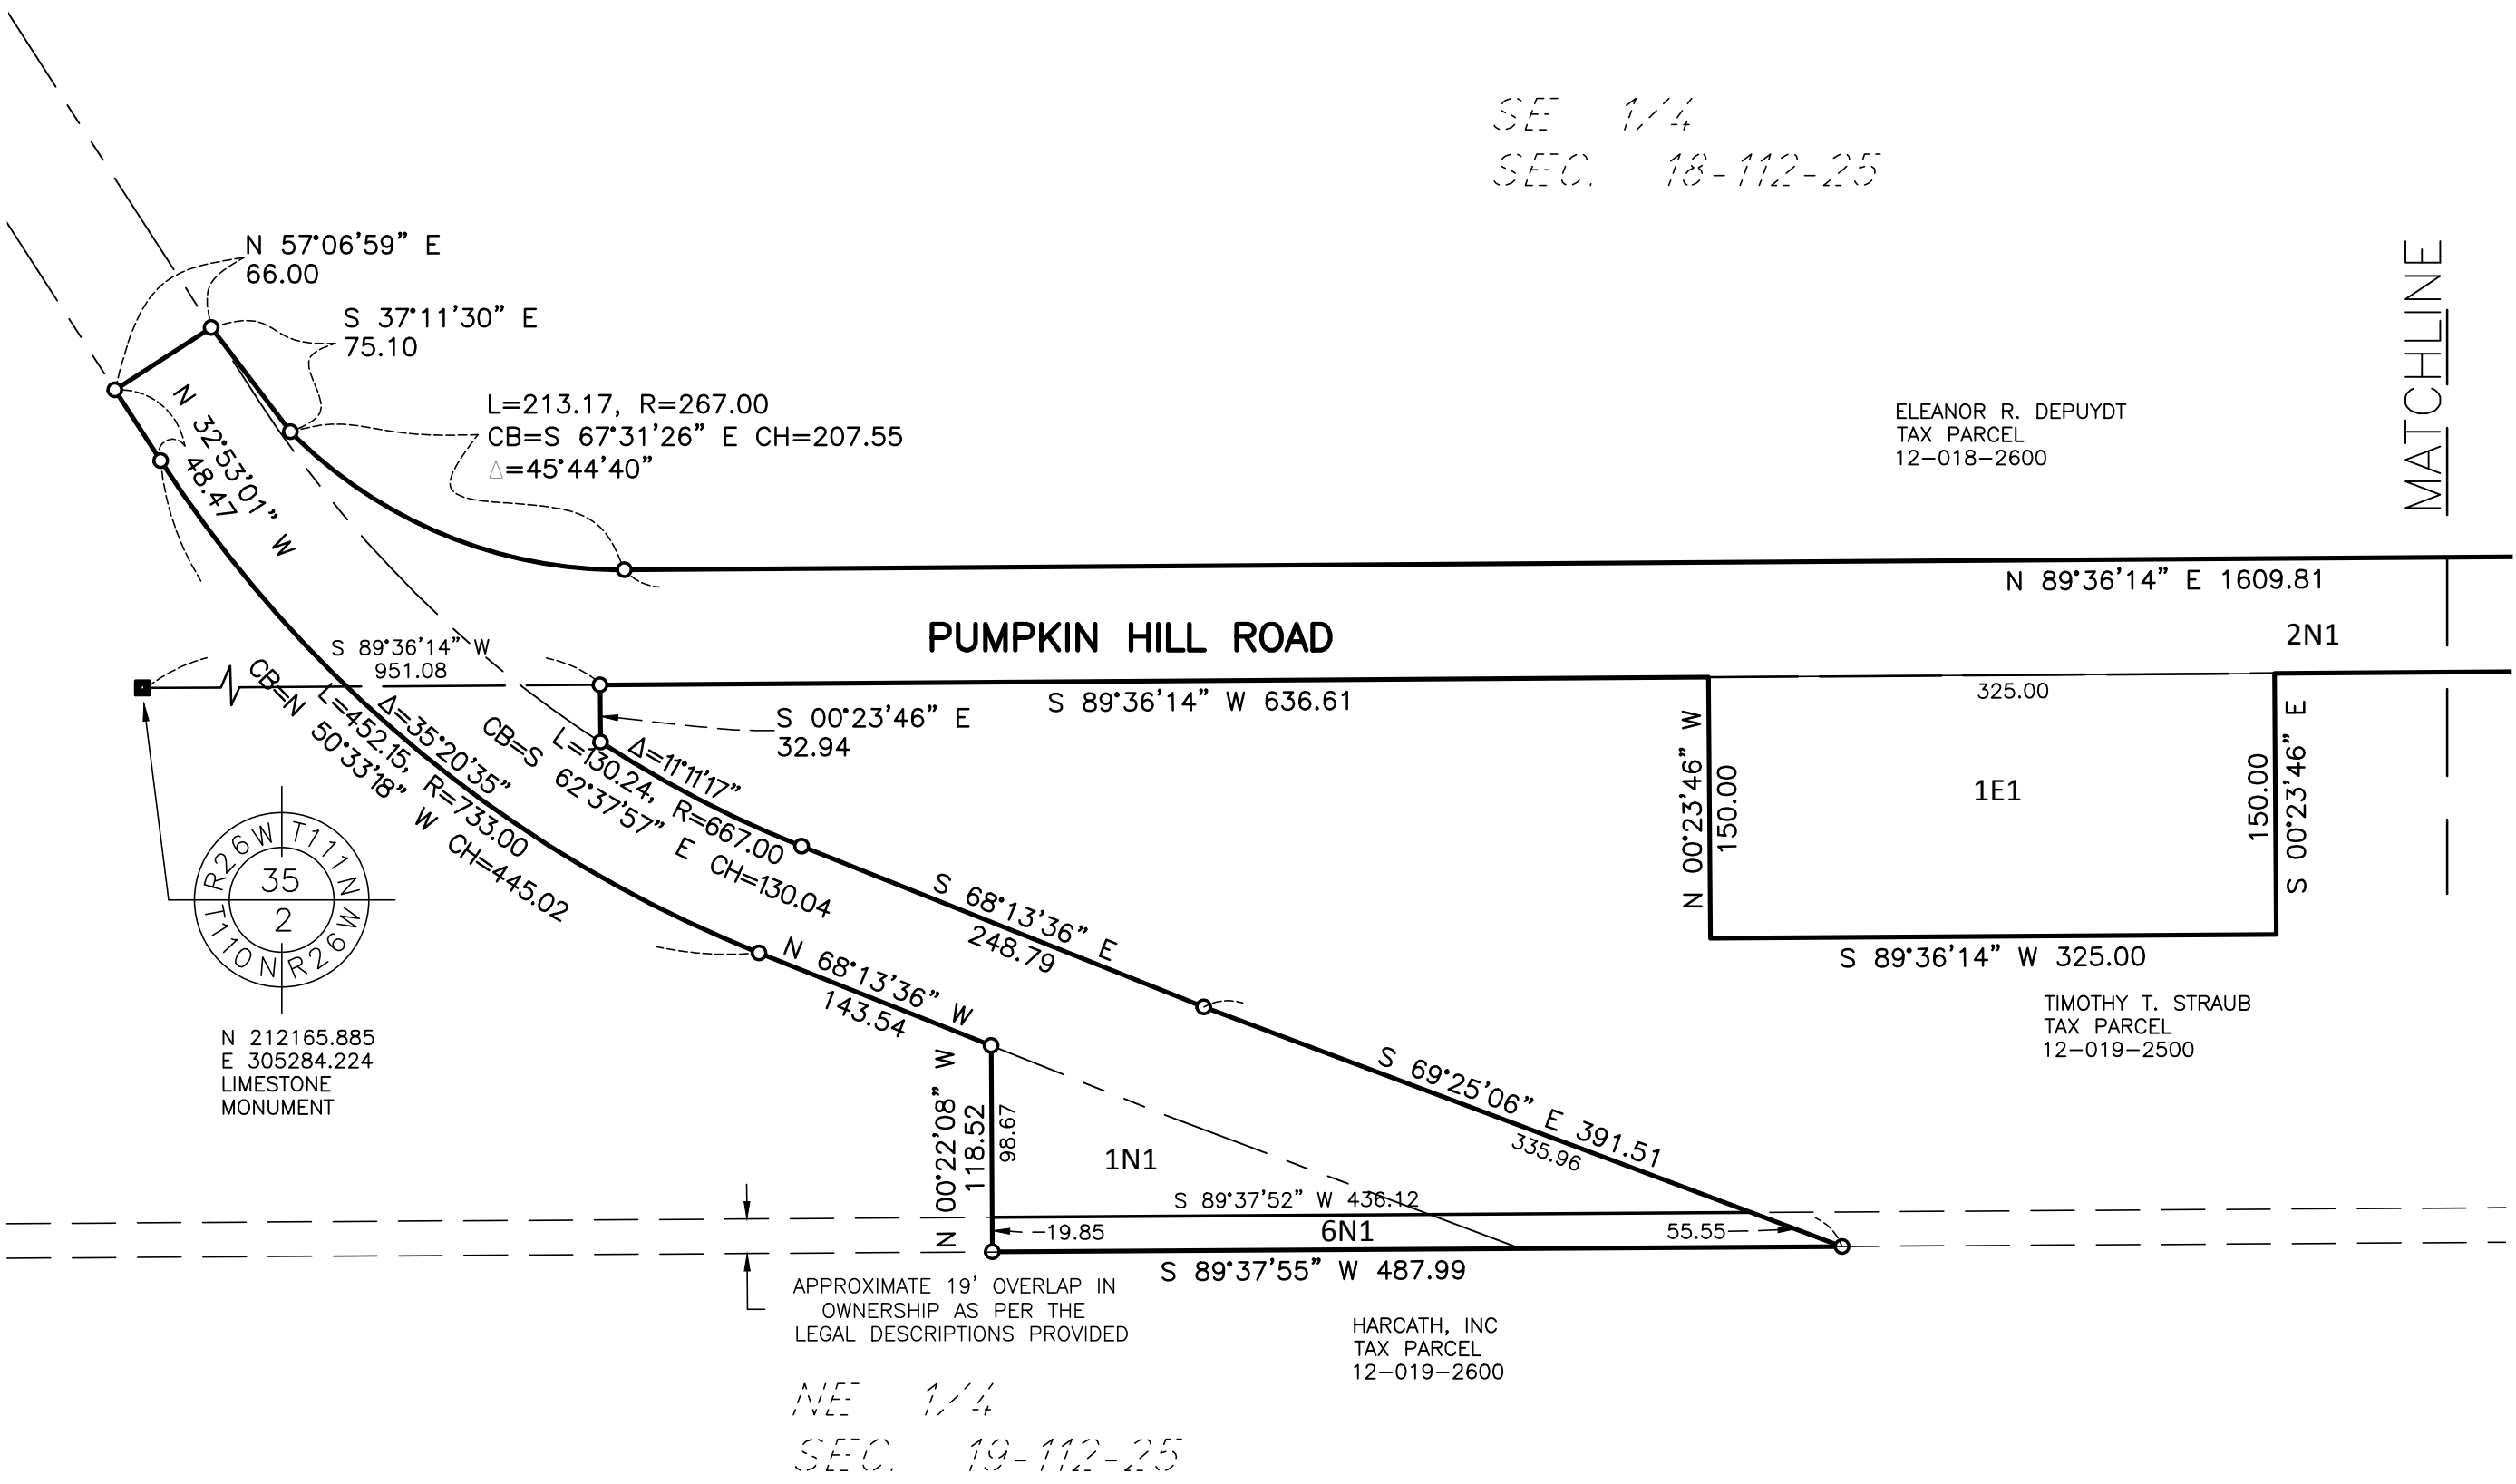 SE 1/4
SEC. 18-112-25
MATCHLINE
N 57°06'59" E
66.00
S 37°11'30" E
75.10
L=213.17, R=267.00
CB=S 67°31'26" E CH=207.55
Δ=45°44'40"
N 32°53'01" W
48.47
ELEANOR R. DEPUYDT
TAX PARCEL
12-018-2600
N 89°36'14" E 1609.81
PUMPKIN HILL ROAD
2N1
S 89°36'14" W
951.08
S 89°36'14" W 636.61
325.00
S 00°23'46" E
32.94
Δ=35°20'35"
L=452.15, R=733.00
CB=N 50°33'18" W CH=445.02
Δ=11°11'17"
L=130.24, R=667.00
CB=S 62°37'57" E CH=130.04
N 00°23'46" W
150.00
1E1
150.00
S 00°23'46" E
S 89°36'14" W 325.00
R26W T111N
35
2
T110N R26W
N 212165.885
E 305284.224
LIMESTONE
MONUMENT
S 68°13'36" E
248.79
N 68°13'36" W
143.54
TIMOTHY T. STRAUB
TAX PARCEL
12-019-2500
S 69°25'06" E 391.51
335.96
N 00°22'08" W
118.52
98.67
1N1
S 89°37'52" W 436.12
19.85
6N1
55.55
S 89°37'55" W 487.99
APPROXIMATE 19' OVERLAP IN
OWNERSHIP AS PER THE
LEGAL DESCRIPTIONS PROVIDED
HARCATH, INC
TAX PARCEL
12-019-2600
NE 1/4
SEC. 19-112-25